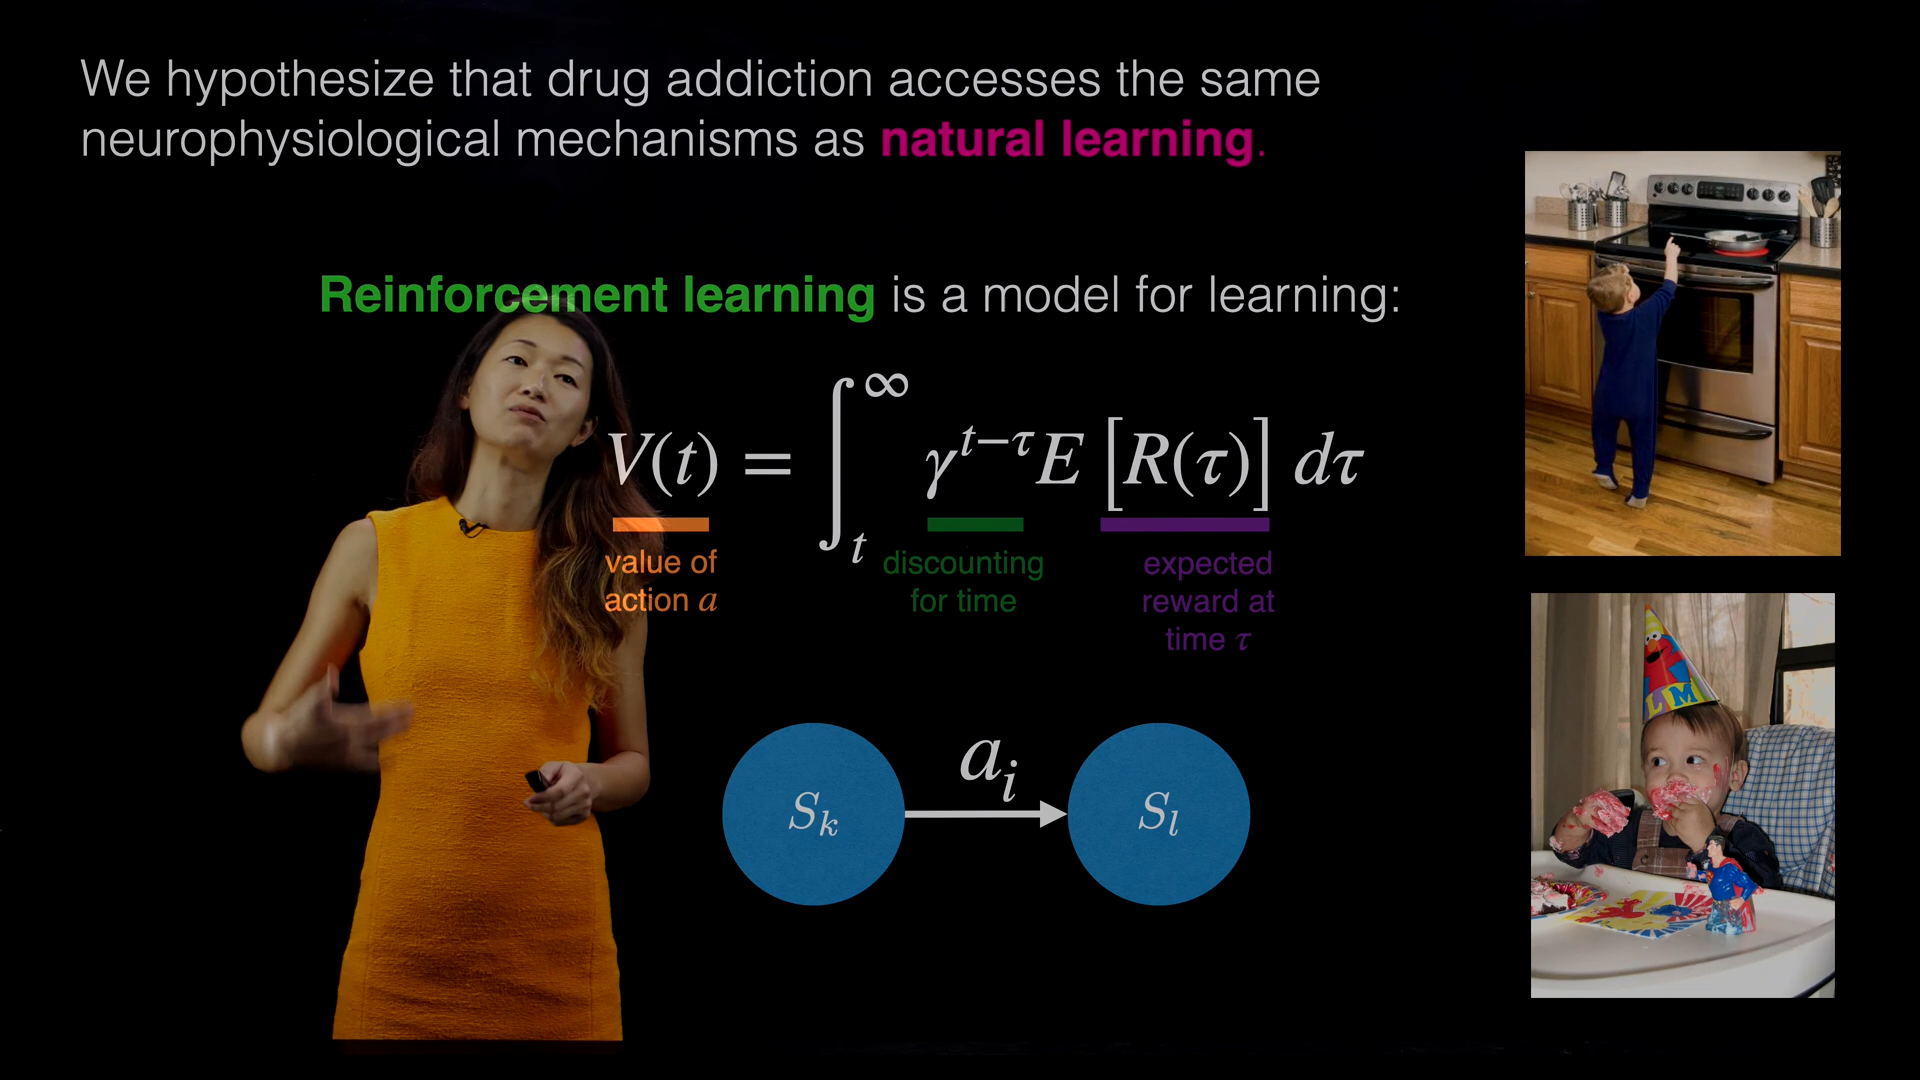 We hypothesize that drug addiction accesses the same
neurophysiological mechanisms as natural learning.
Reinforcement learning is a model for learning:
V(t) = ∫_t^∞ γ^{t−τ} E [R(τ)] dτ
value of
action a
discounting
for time
expected
reward at
time τ
S_k
a_i
S_l
LM